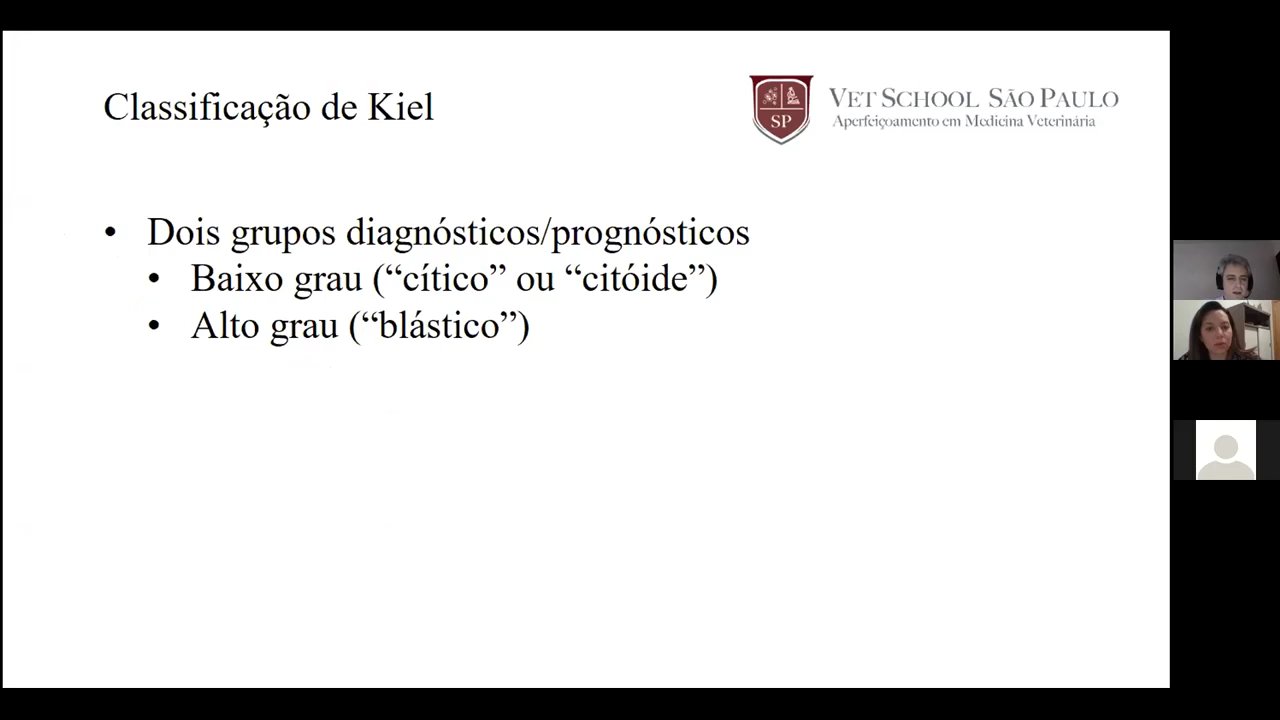 Classificação de Kiel
SP
VET SCHOOL SÃO PAULO
Aperfeiçoamento em Medicina Veterinária
• Dois grupos diagnósticos/prognósticos
• Baixo grau (“cítico” ou “citóide”)
• Alto grau (“blástico”)